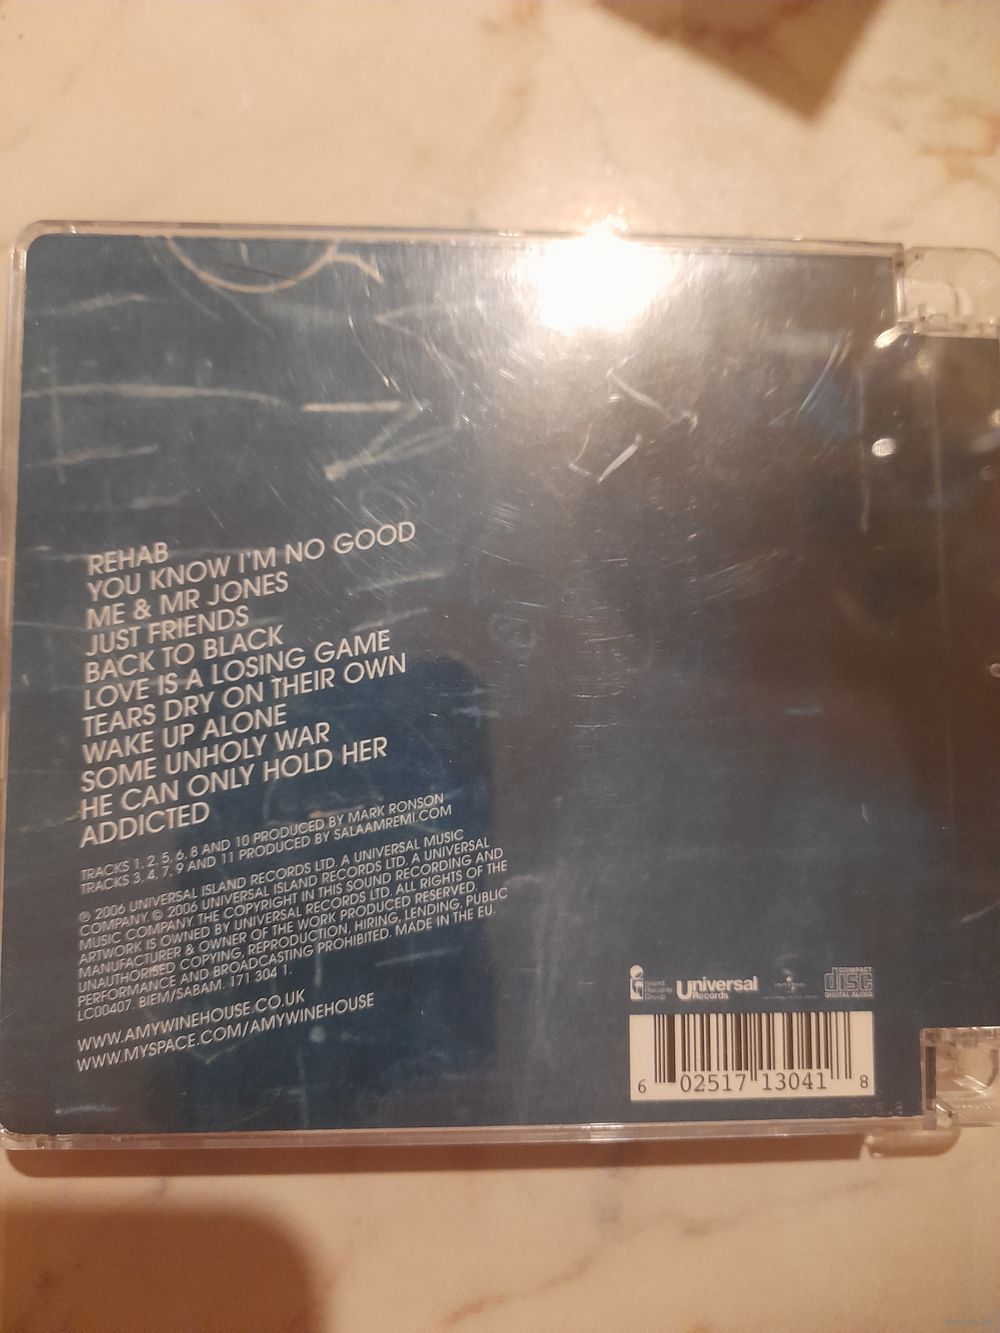 REHAB
YOU KNOW I'M NO GOOD
ME & MR JONES
JUST FRIENDS
BACK TO BLACK
LOVE IS A LOSING GAME
TEARS DRY ON THEIR OWN
WAKE UP ALONE
SOME UNHOLY WAR
HE CAN ONLY HOLD HER
ADDICTED
TRACKS 1, 2, 5, 6, 8 AND 10 PRODUCED BY MARK RONSON
TRACKS 3, 4, 7, 9 AND 11 PRODUCED BY SALAAMREMI.COM
℗ 2006 UNIVERSAL ISLAND RECORDS LTD. A UNIVERSAL MUSIC
COMPANY © 2006 UNIVERSAL ISLAND RECORDS LTD. A UNIVERSAL
MUSIC COMPANY THE COPYRIGHT IN THIS SOUND RECORDING AND
ARTWORK IS OWNED BY UNIVERSAL RECORDS LTD. ALL RIGHTS OF THE
MANUFACTURER & OWNER OF THE WORK PRODUCED RESERVED.
UNAUTHORISED COPYING, REPRODUCTION, HIRING, LENDING, PUBLIC
PERFORMANCE AND BROADCASTING PROHIBITED. MADE IN THE EU.
LC00407. BIEM/SABAM. 171 304 1.
WWW.AMYWINEHOUSE.CO.UK
WWW.MYSPACE.COM/AMYWINEHOUSE
Island Records Group
Universal Records
COMPACT disc DIGITAL AUDIO
6 02517 13041 8